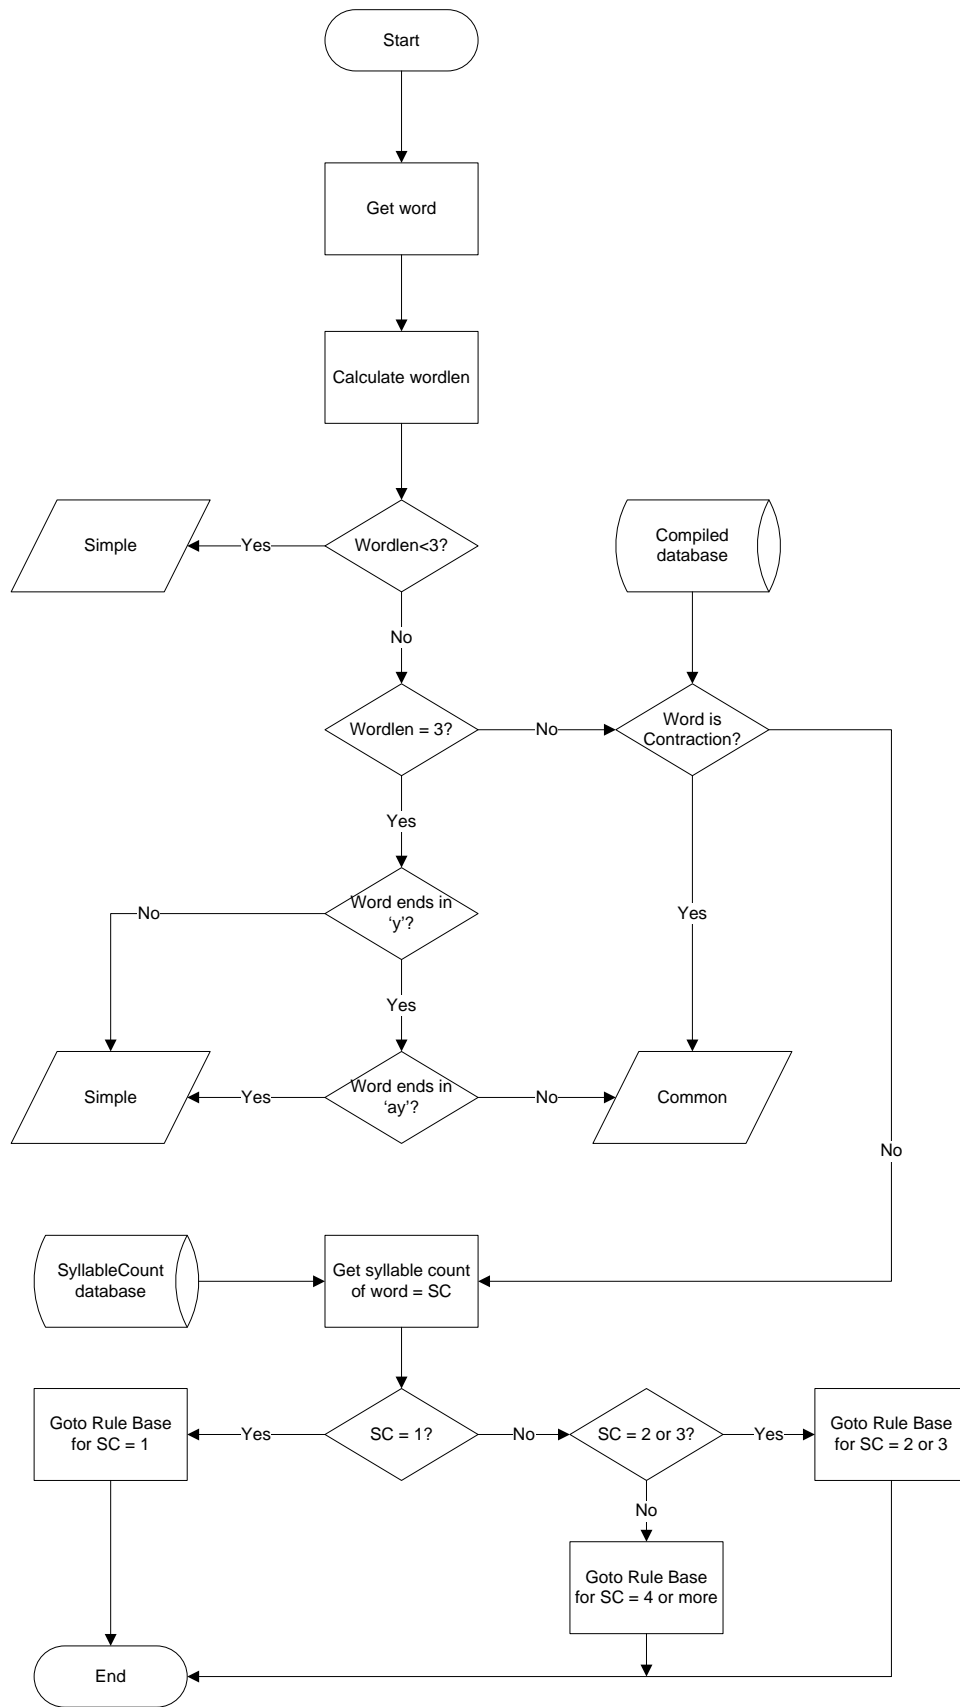 Start
Get word
Calculate wordlen
Simple
Yes
Wordlen<3?
Compiled
database
No
Wordlen = 3?
No
Word is
Contraction?
Yes
No
Word ends in
‘y’?
Yes
Yes
Simple
Yes
Word ends in
‘ay’?
No
Common
No
SyllableCount
database
Get syllable count
of word = SC
Goto Rule Base
for SC = 1
Yes
SC = 1?
No
SC = 2 or 3?
Yes
Goto Rule Base
for SC = 2 or 3
No
Goto Rule Base
for SC = 4 or more
End